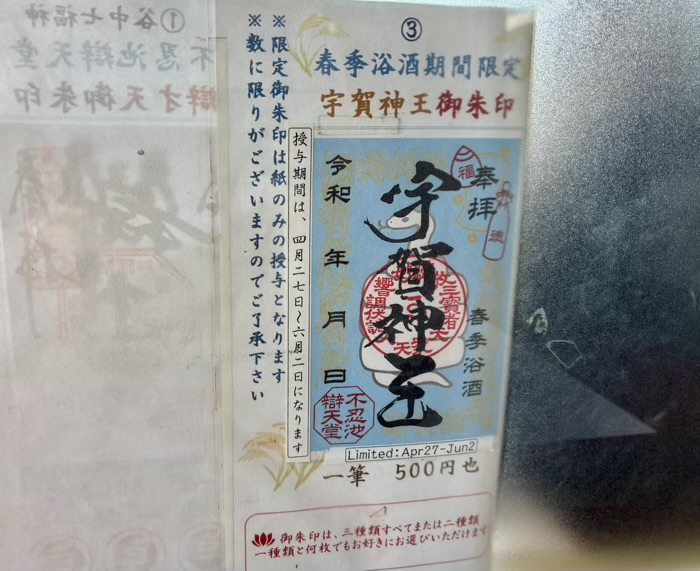 ①谷中七福神
不忍池辯天堂
辯才天御朱印
③
春季浴酒期間限定
宇賀神王御朱印
※限定御朱印は紙のみの授与となります
※数に限りがございますのでご了承下さい
授与期間は、四月二七日~六月二日になります
奉拝
福
徳
春季浴酒
宇賀神王
令和 年 月 日
不忍池
辯天堂
Limited:Apr27-Jun2
一筆 500円也
御朱印は、三種類すべてまたは二種類
一種類と何枚でもお好きにお選びいただけます